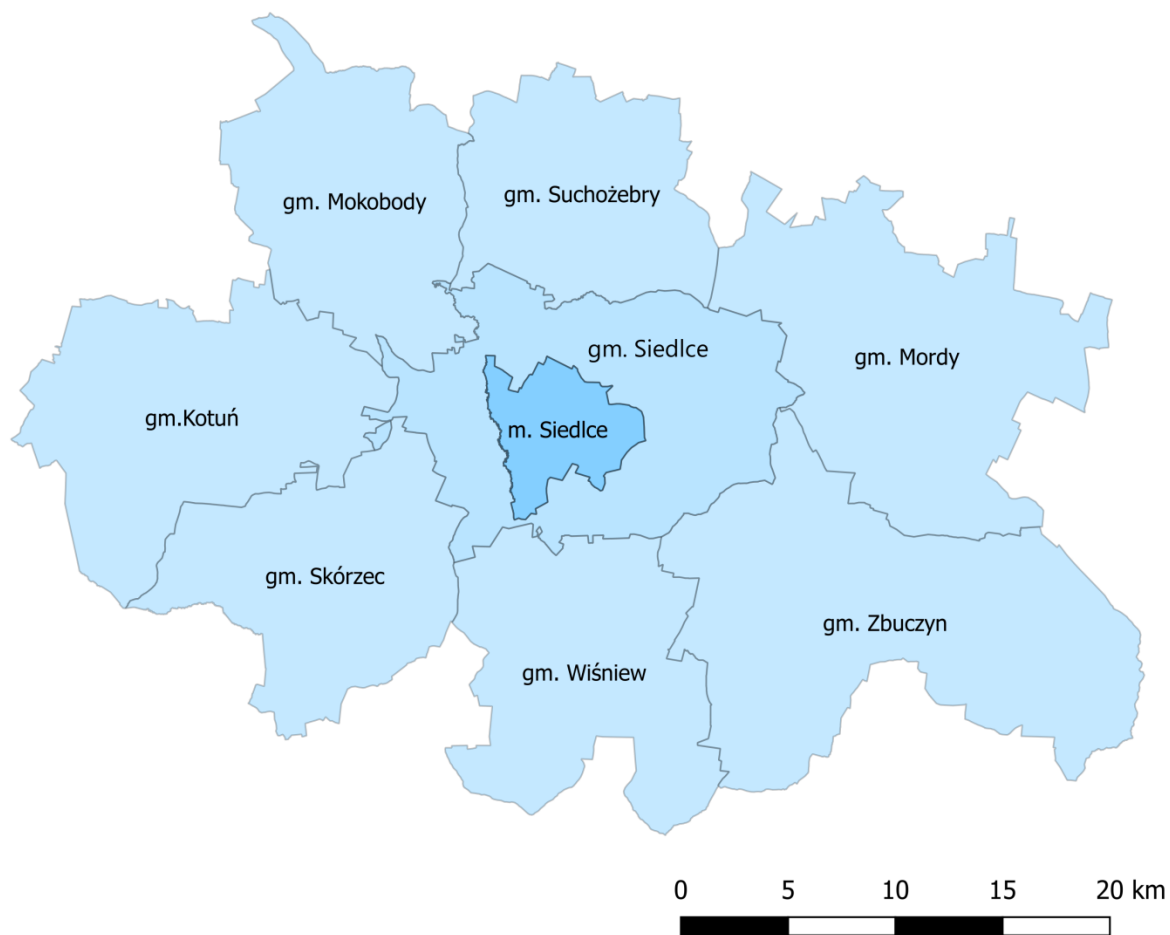 gm. Mokobody
gm. Suchożebry
gm. Siedlce
gm. Mordy
gm.Kotuń
m. Siedlce
gm. Skórzec
gm. Zbuczyn
gm. Wiśniew
0 5 10 15 20 km